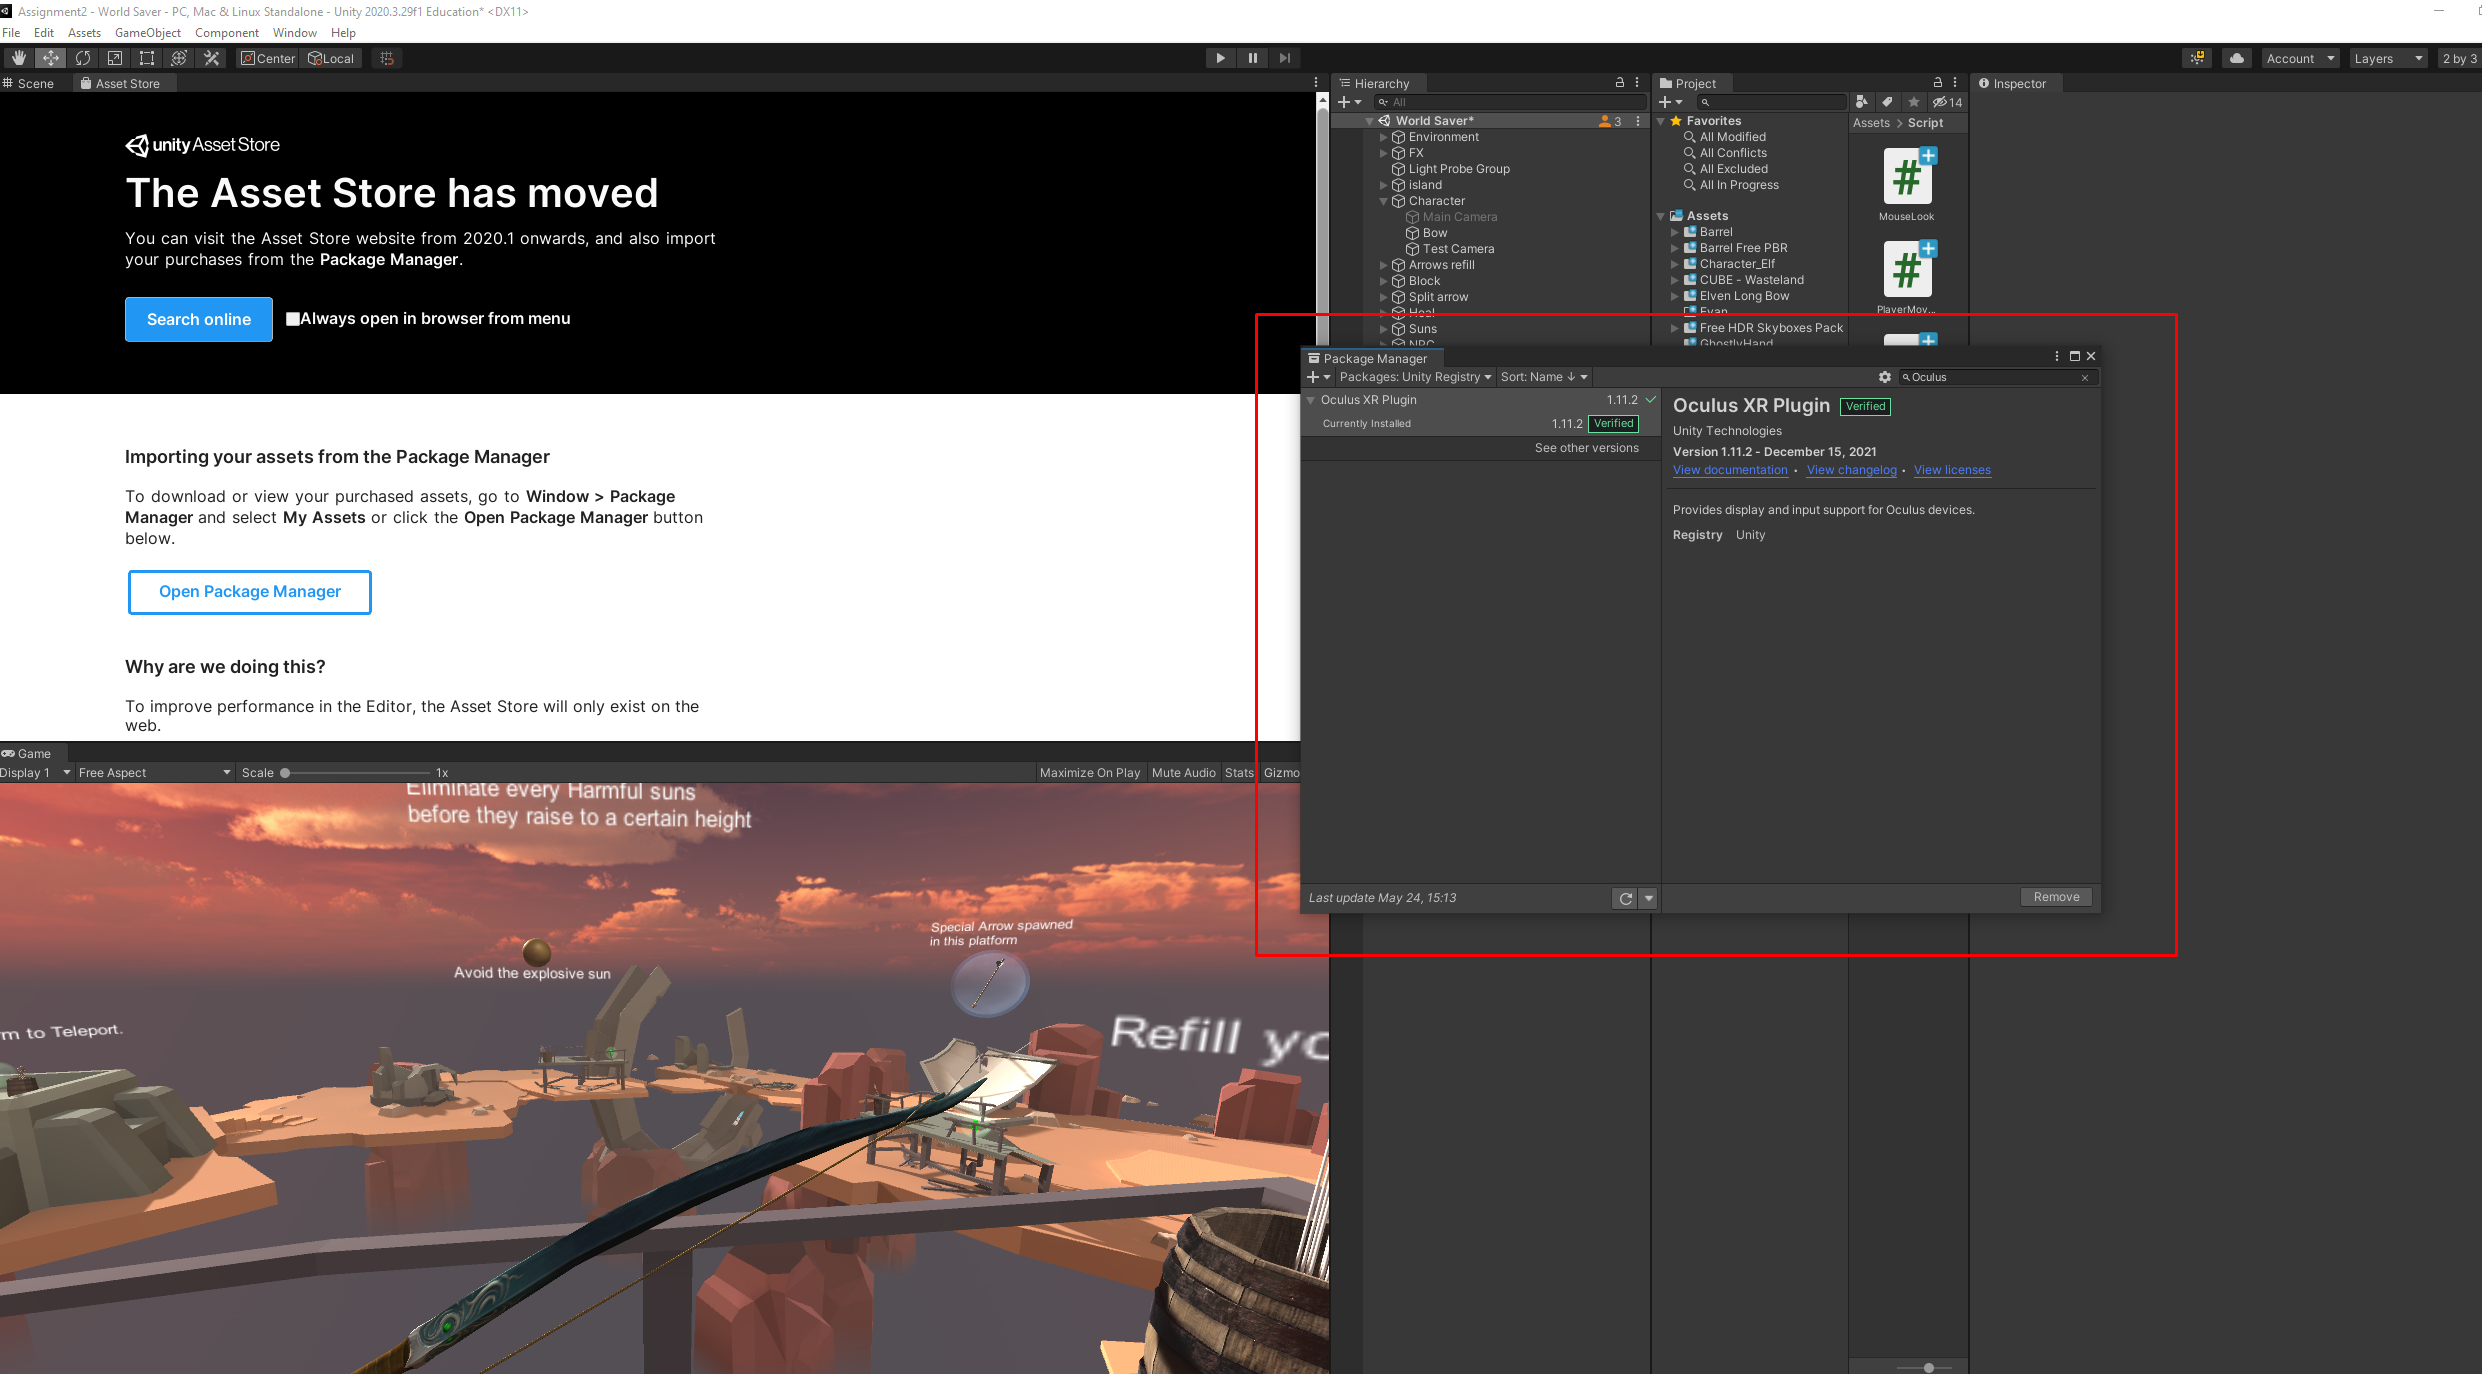 Assignment2 - World Saver - PC, Mac & Linux Standalone - Unity 2020.3.29f1 Education* <DX11>
File Edit Assets GameObject Component Window Help
Center Local Account Layers 2 by 3
Scene Asset Store
unity Asset Store
The Asset Store has moved
You can visit the Asset Store website from 2020.1 onwards, and also import
your purchases from the Package Manager.
Search online Always open in browser from menu
Importing your assets from the Package Manager
To download or view your purchased assets, go to Window > Package
Manager and select My Assets or click the Open Package Manager button
below.
Open Package Manager
Why are we doing this?
To improve performance in the Editor, the Asset Store will only exist on the
web.
Hierarchy
All
World Saver* 3
Environment
FX
Light Probe Group
island
Character
Main Camera
Bow
Test Camera
Arrows refill
Block
Split arrow
Heal
Suns
NPC
Project
14
Favorites
All Modified
All Conflicts
All Excluded
All In Progress
Assets
Barrel
Barrel Free PBR
Character_Elf
CUBE - Wasteland
Elven Long Bow
Evan
Free HDR Skyboxes Pack
GhostlyHand
Assets > Script
MouseLook
PlayerMov...
Inspector
Package Manager
Packages: Unity Registry Sort: Name ↓ Oculus
Oculus XR Plugin 1.11.2
Currently Installed 1.11.2 Verified
See other versions
Last update May 24, 15:13
Oculus XR Plugin Verified
Unity Technologies
Version 1.11.2 - December 15, 2021
View documentation • View changelog • View licenses
Provides display and input support for Oculus devices.
Registry Unity
Remove
Game
Display 1 Free Aspect Scale 1x Maximize On Play Mute Audio Stats Gizmo
Eliminate every Harmful suns
before they raise to a certain height
Special Arrow spawned
in this platform
Avoid the explosive sun
rm to Teleport.
Refill yo